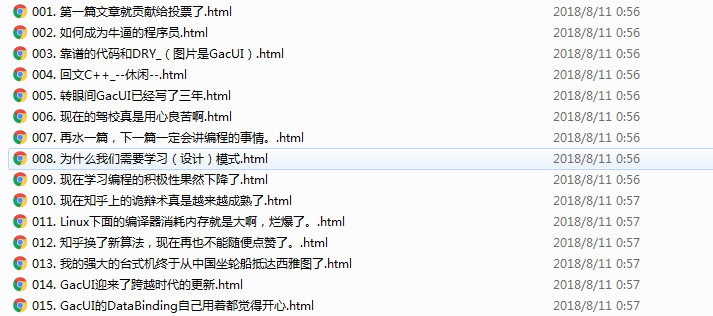 001. 第一篇文章就贡献给投票了.html 2018/8/11 0:56
002. 如何成为牛逼的程序员.html 2018/8/11 0:56
003. 靠谱的代码和DRY_（图片是GacUI）.html 2018/8/11 0:56
004. 回文C++_--休闲--.html 2018/8/11 0:56
005. 转眼间GacUI已经写了三年.html 2018/8/11 0:56
006. 现在的驾校真是用心良苦啊.html 2018/8/11 0:56
007. 再水一篇，下一篇一定会讲编程的事情。.html 2018/8/11 0:56
008. 为什么我们需要学习（设计）模式.html 2018/8/11 0:56
009. 现在学习编程的积极性果然下降了.html 2018/8/11 0:56
010. 现在知乎上的诡辩术真是越来越成熟了.html 2018/8/11 0:57
011. Linux下面的编译器消耗内存就是大啊，烂爆了。.html 2018/8/11 0:57
012. 知乎换了新算法，现在再也不能随便点赞了。.html 2018/8/11 0:57
013. 我的强大的台式机终于从中国坐轮船抵达西雅图了.html 2018/8/11 0:57
014. GacUI迎来了跨越时代的更新.html 2018/8/11 0:57
015. GacUI的DataBinding自己用着都觉得开心.html 2018/8/11 0:57